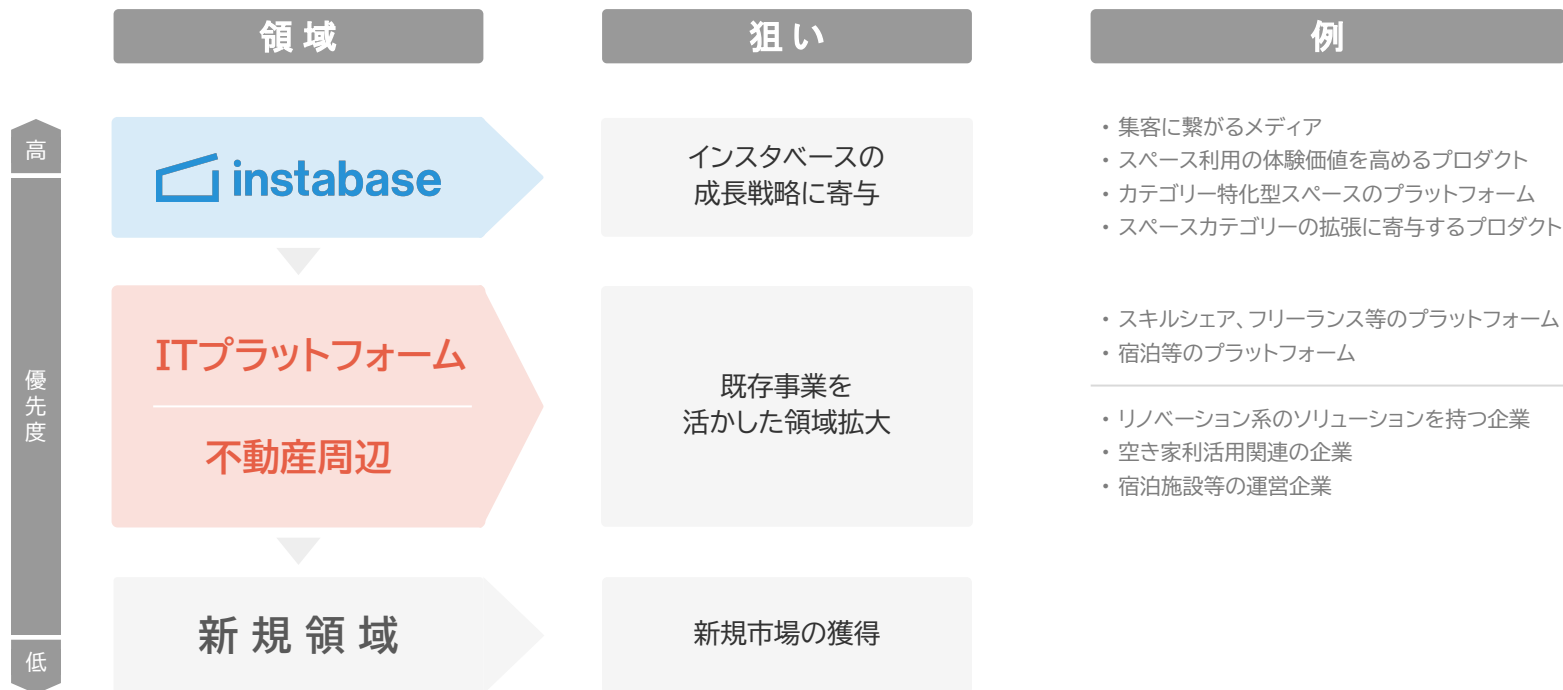 領域
狙い
例
高
優先度
低
instabase
インスタベースの
成長戦略に寄与
・集客に繋がるメディア
・スペース利用の体験価値を高めるプロダクト
・カテゴリー特化型スペースのプラットフォーム
・スペースカテゴリーの拡張に寄与するプロダクト
ITプラットフォーム
不動産周辺
既存事業を
活かした領域拡大
・スキルシェア、フリーランス等のプラットフォーム
・宿泊等のプラットフォーム
・リノベーション系のソリューションを持つ企業
・空き家利活用関連の企業
・宿泊施設等の運営企業
新規領域
新規市場の獲得